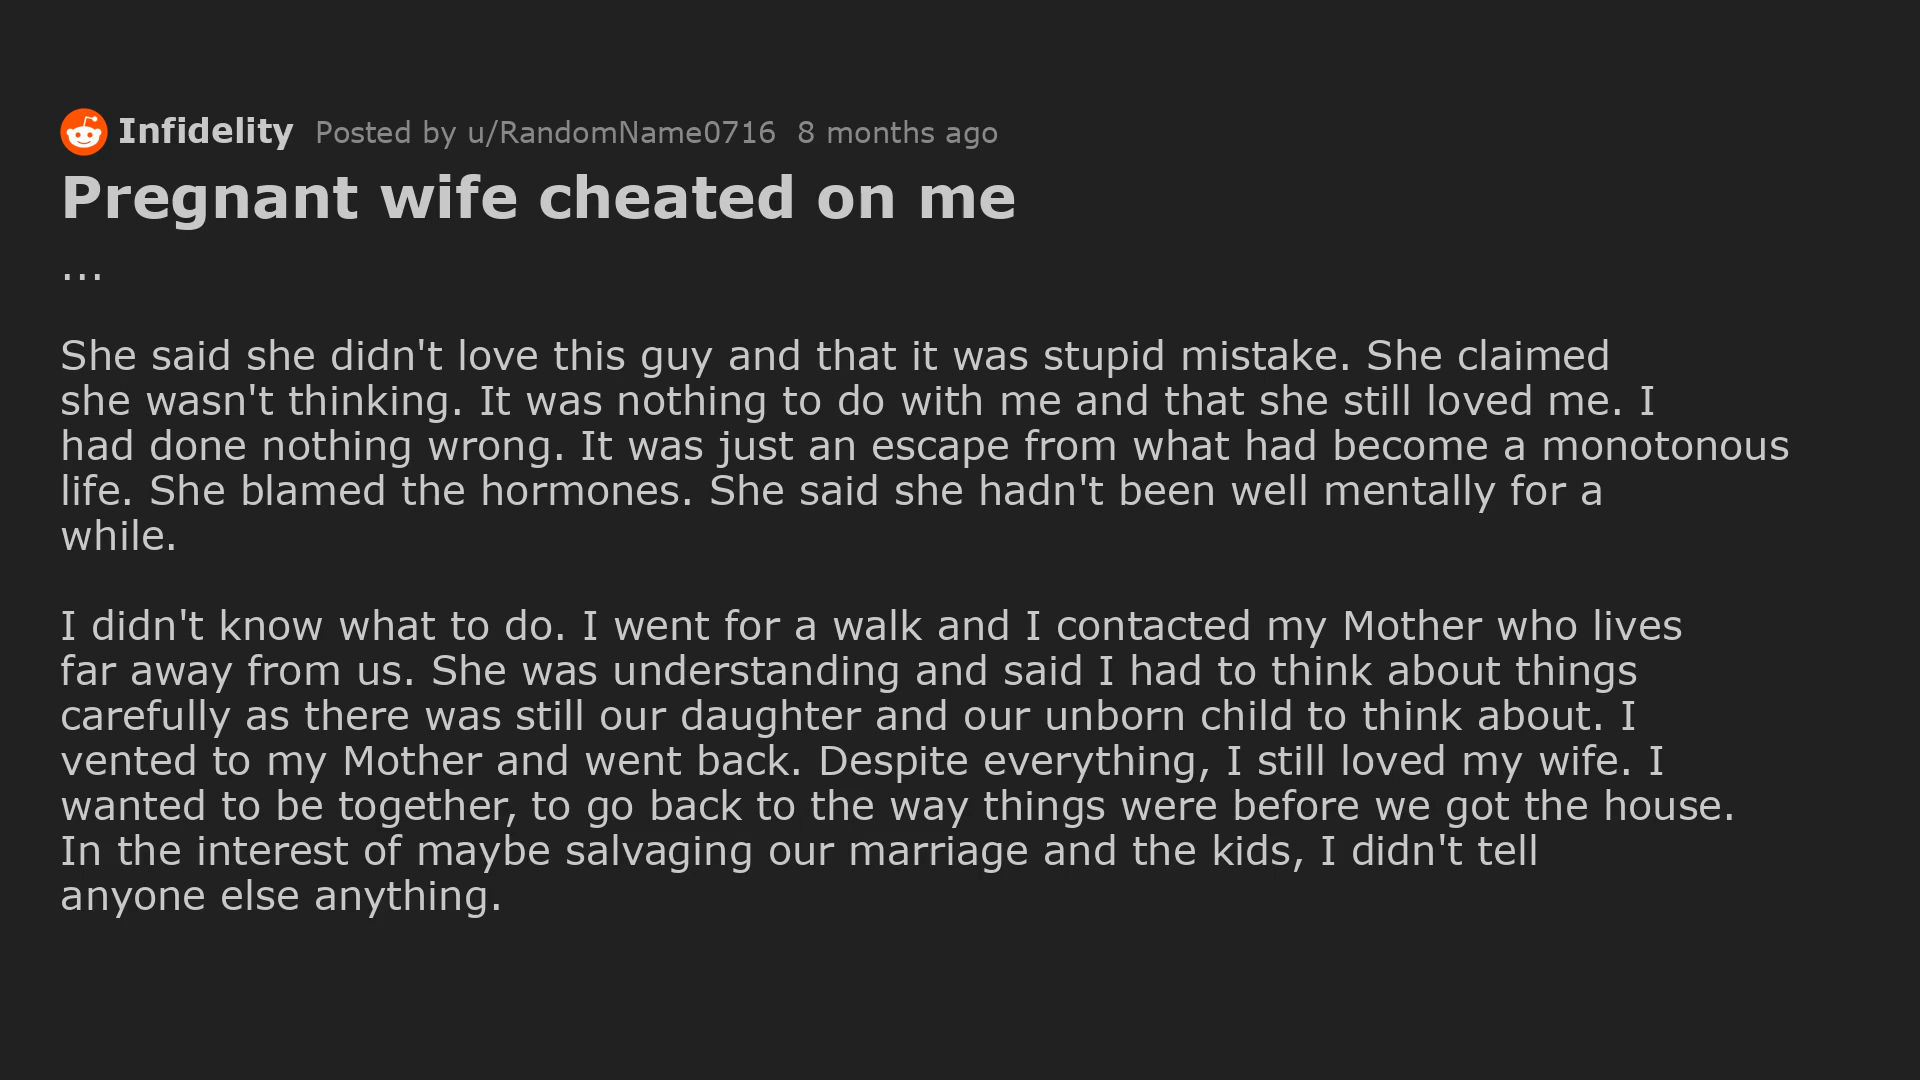 Infidelity Posted by u/RandomName0716 8 months ago
Pregnant wife cheated on me
...
She said she didn't love this guy and that it was stupid mistake. She claimed
she wasn't thinking. It was nothing to do with me and that she still loved me. I
had done nothing wrong. It was just an escape from what had become a monotonous
life. She blamed the hormones. She said she hadn't been well mentally for a
while.
I didn't know what to do. I went for a walk and I contacted my Mother who lives
far away from us. She was understanding and said I had to think about things
carefully as there was still our daughter and our unborn child to think about. I
vented to my Mother and went back. Despite everything, I still loved my wife. I
wanted to be together, to go back to the way things were before we got the house.
In the interest of maybe salvaging our marriage and the kids, I didn't tell
anyone else anything.